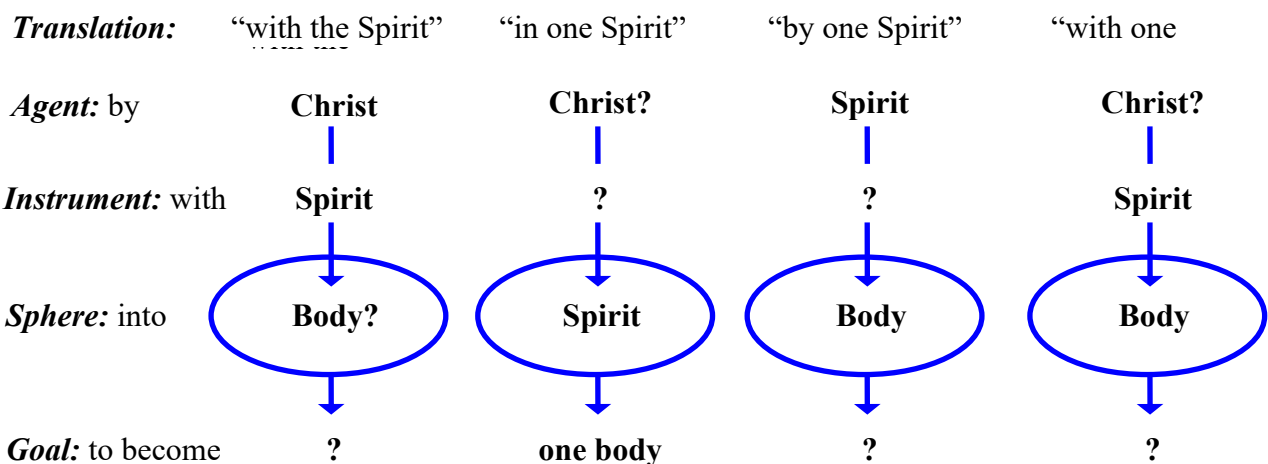 Translation: “with the Spirit” “in one Spirit” “by one Spirit” “with one
Agent: by Christ Christ? Spirit Christ?
Instrument: with Spirit ? ? Spirit
Sphere: into Body? Spirit Body Body
Goal: to become ? one body ? ?